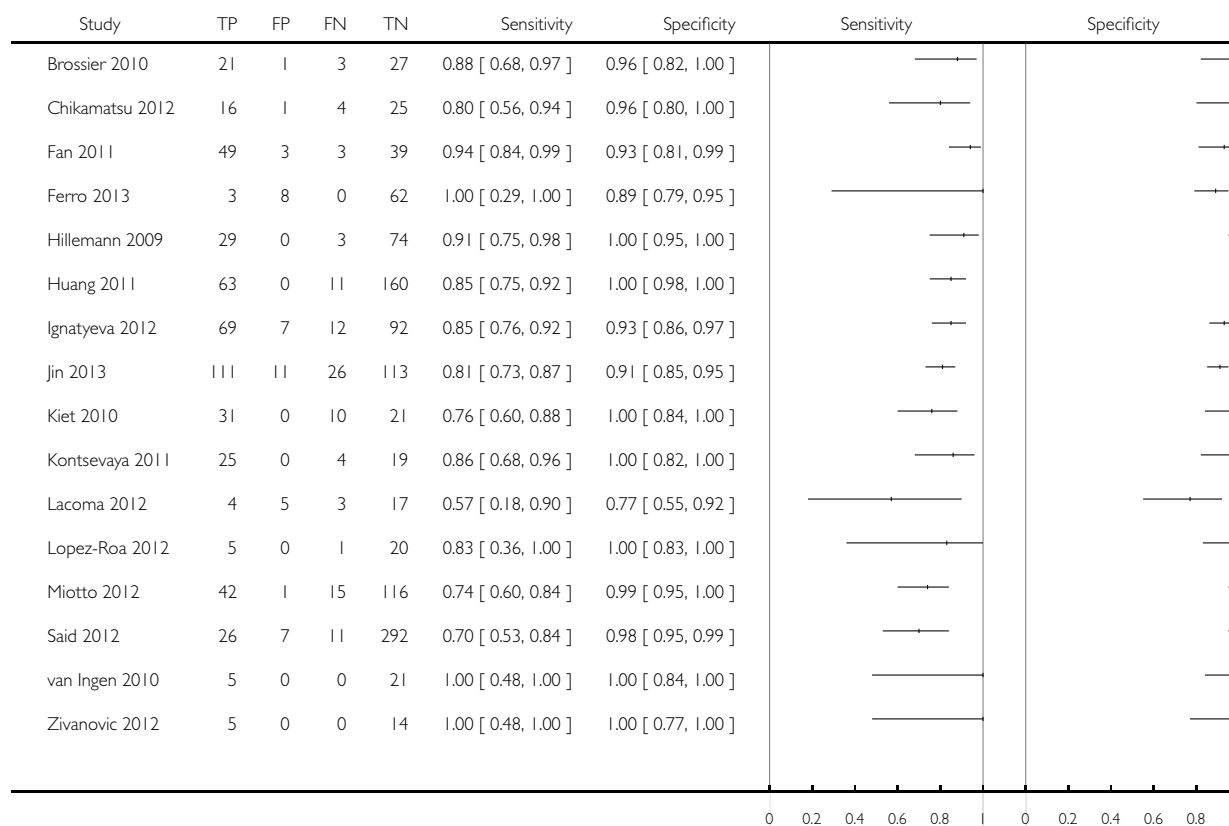 Study TP FP FN TN Sensitivity Specificity Sensitivity Specificity
Brossier 2010 21 1 3 27 0.88 [ 0.68, 0.97 ] 0.96 [ 0.82, 1.00 ]
Chikamatsu 2012 16 1 4 25 0.80 [ 0.56, 0.94 ] 0.96 [ 0.80, 1.00 ]
Fan 2011 49 3 3 39 0.94 [ 0.84, 0.99 ] 0.93 [ 0.81, 0.99 ]
Ferro 2013 3 8 0 62 1.00 [ 0.29, 1.00 ] 0.89 [ 0.79, 0.95 ]
Hillemann 2009 29 0 3 74 0.91 [ 0.75, 0.98 ] 1.00 [ 0.95, 1.00 ]
Huang 2011 63 0 11 160 0.85 [ 0.75, 0.92 ] 1.00 [ 0.98, 1.00 ]
Ignatyeva 2012 69 7 12 92 0.85 [ 0.76, 0.92 ] 0.93 [ 0.86, 0.97 ]
Jin 2013 111 11 26 113 0.81 [ 0.73, 0.87 ] 0.91 [ 0.85, 0.95 ]
Kiet 2010 31 0 10 21 0.76 [ 0.60, 0.88 ] 1.00 [ 0.84, 1.00 ]
Kontsevaya 2011 25 0 4 19 0.86 [ 0.68, 0.96 ] 1.00 [ 0.82, 1.00 ]
Lacoma 2012 4 5 3 17 0.57 [ 0.18, 0.90 ] 0.77 [ 0.55, 0.92 ]
Lopez-Roa 2012 5 0 1 20 0.83 [ 0.36, 1.00 ] 1.00 [ 0.83, 1.00 ]
Miotto 2012 42 1 15 116 0.74 [ 0.60, 0.84 ] 0.99 [ 0.95, 1.00 ]
Said 2012 26 7 11 292 0.70 [ 0.53, 0.84 ] 0.98 [ 0.95, 0.99 ]
van Ingen 2010 5 0 0 21 1.00 [ 0.48, 1.00 ] 1.00 [ 0.84, 1.00 ]
Zivanovic 2012 5 0 0 14 1.00 [ 0.48, 1.00 ] 1.00 [ 0.77, 1.00 ]
0 0.2 0.4 0.6 0.8 1 0 0.2 0.4 0.6 0.8